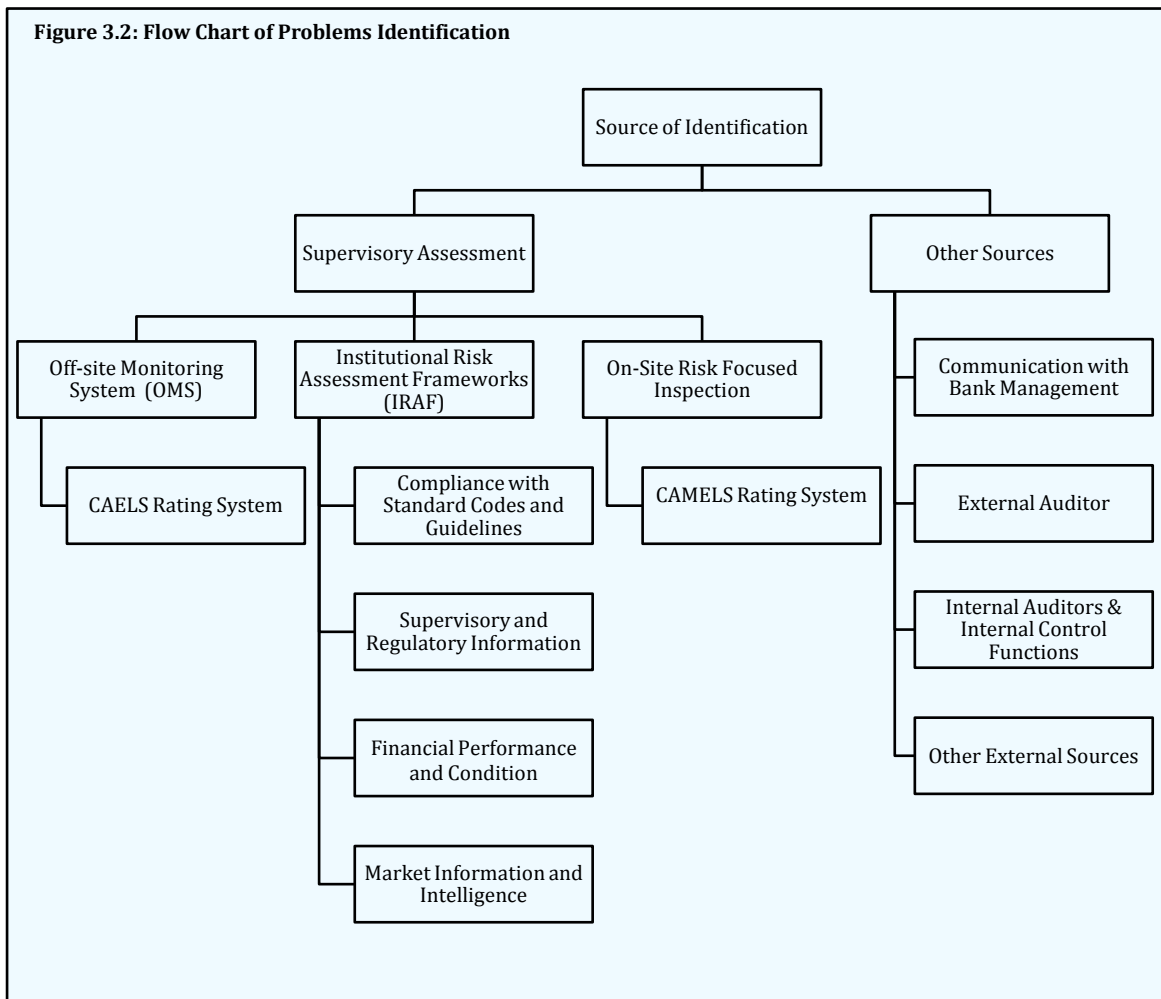 Figure 3.2: Flow Chart of Problems Identification
Source of Identification
Supervisory Assessment
Other Sources
Off-site Monitoring
System (OMS)
Institutional Risk
Assessment Frameworks
(IRAF)
On-Site Risk Focused
Inspection
Communication with
Bank Management
CAELS Rating System
Compliance with
Standard Codes and
Guidelines
CAMELS Rating System
External Auditor
Supervisory and
Regulatory Information
Internal Auditors &
Internal Control
Functions
Financial Performance
and Condition
Other External Sources
Market Information and
Intelligence